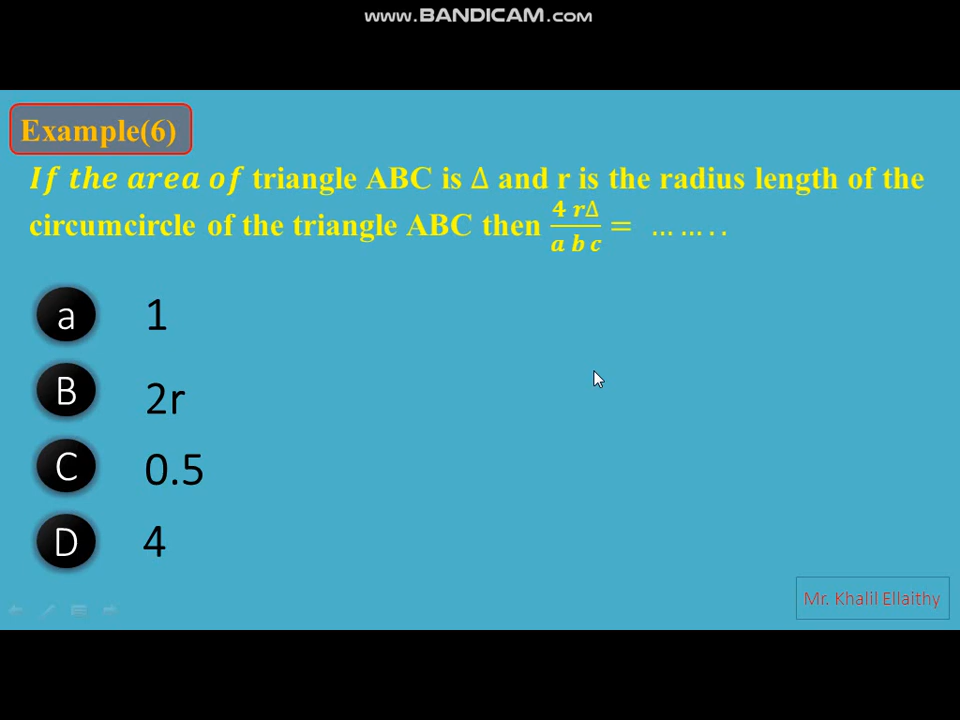 www.BANDICAM.com
Example(6)
If the area of triangle ABC is Δ and r is the radius length of the
circumcircle of the triangle ABC then 4 rΔ / a b c = ... ... . .
a 1
B 2r
C 0.5
D 4
Mr. Khalil Ellaithy